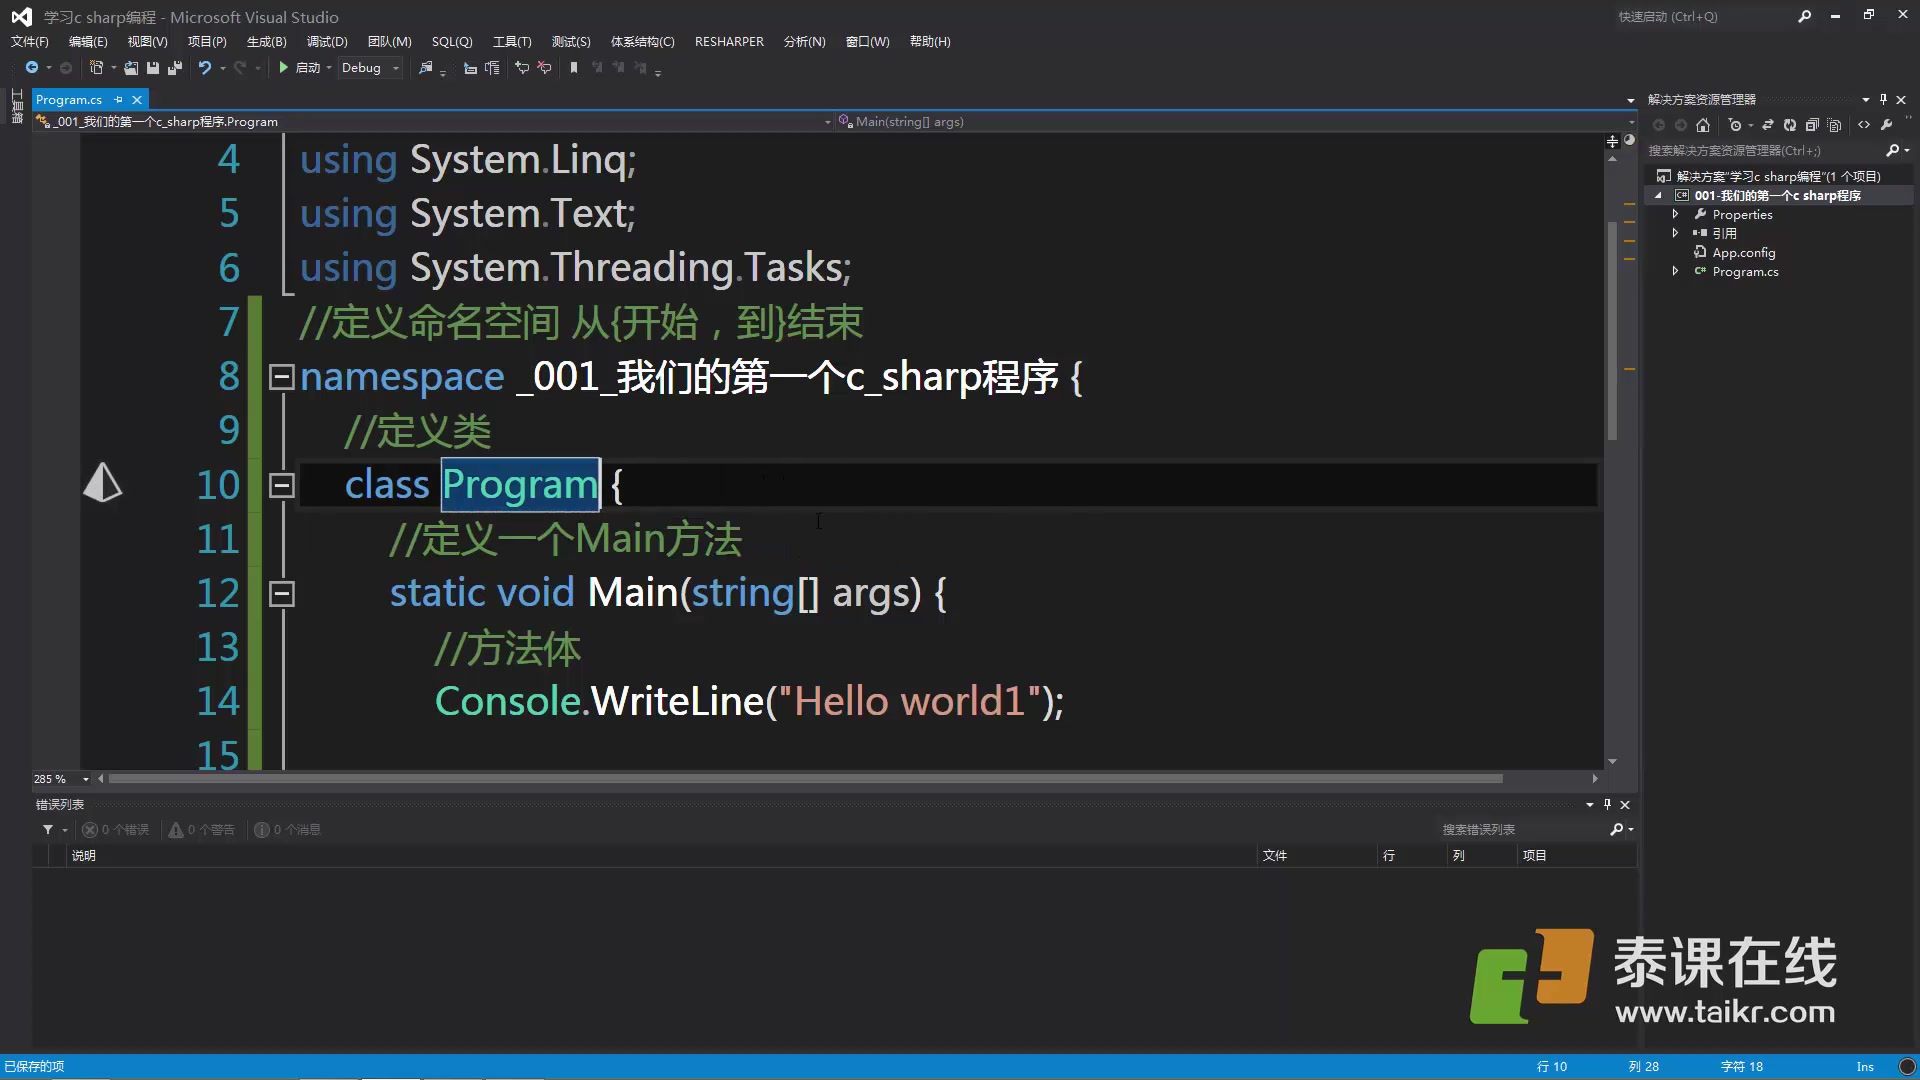 学习c sharp编程 - Microsoft Visual Studio
快速启动 (Ctrl+Q)
文件(F) 编辑(E) 视图(V) 项目(P) 生成(B) 调试(D) 团队(M) SQL(Q) 工具(T) 测试(S) 体系结构(C) RESHARPER 分析(N) 窗口(W) 帮助(H)
启动 Debug
工具箱
Program.cs
_001_我们的第一个c_sharp程序.Program
Main(string[] args)
4 using System.Linq;
5 using System.Text;
6 using System.Threading.Tasks;
7 //定义命名空间 从{开始，到}结束
8 namespace _001_我们的第一个c_sharp程序 {
9 //定义类
10 class Program {
11 //定义一个Main方法
12 static void Main(string[] args) {
13 //方法体
14 Console.WriteLine("Hello world1");
15
285 %
解决方案资源管理器
搜索解决方案资源管理器(Ctrl+;)
解决方案"学习c sharp编程"(1 个项目)
001-我们的第一个c sharp程序
Properties
引用
App.config
Program.cs
错误列表
0 个错误 0 个警告 0 个消息
搜索错误列表
说明 文件 行 列 项目
泰课在线
www.taikr.com
已保存的项
行 10 列 28 字符 18 Ins